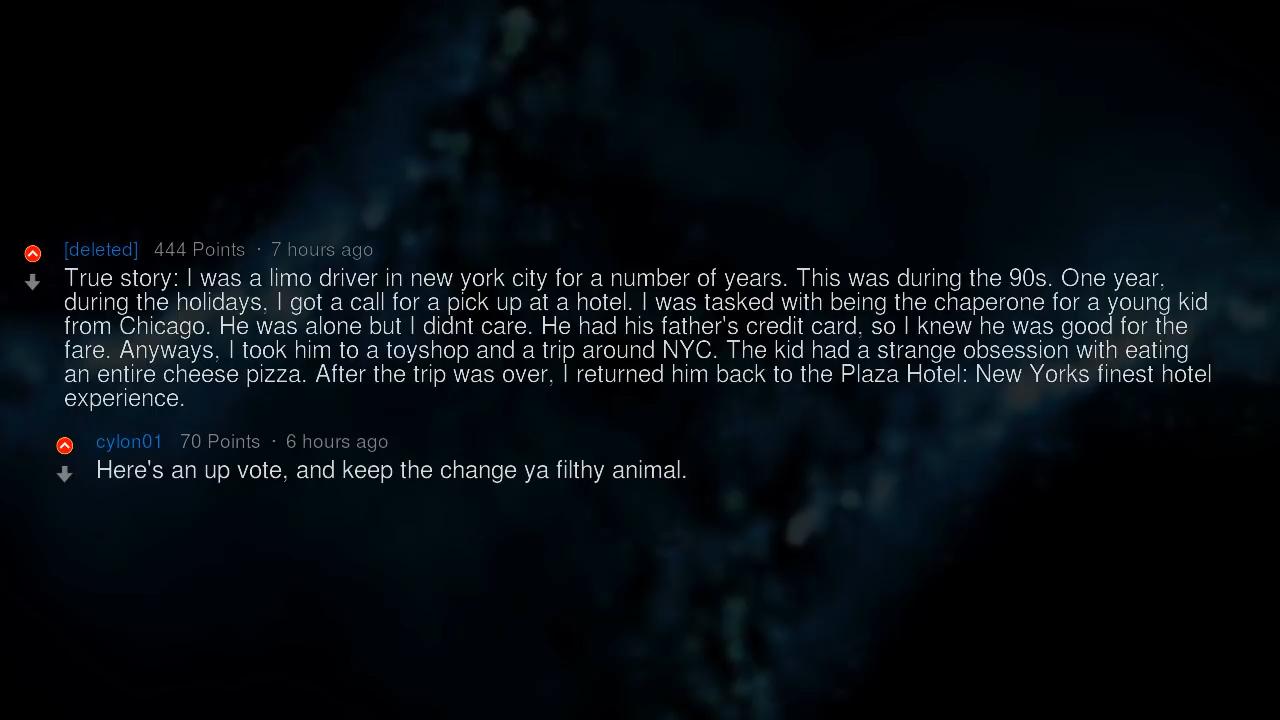 [deleted] 444 Points · 7 hours ago
True story: I was a limo driver in new york city for a number of years. This was during the 90s. One year,
during the holidays, I got a call for a pick up at a hotel. I was tasked with being the chaperone for a young kid
from Chicago. He was alone but I didnt care. He had his father's credit card, so I knew he was good for the
fare. Anyways, I took him to a toyshop and a trip around NYC. The kid had a strange obsession with eating
an entire cheese pizza. After the trip was over, I returned him back to the Plaza Hotel: New Yorks finest hotel
experience.
cylon01 70 Points · 6 hours ago
Here's an up vote, and keep the change ya filthy animal.